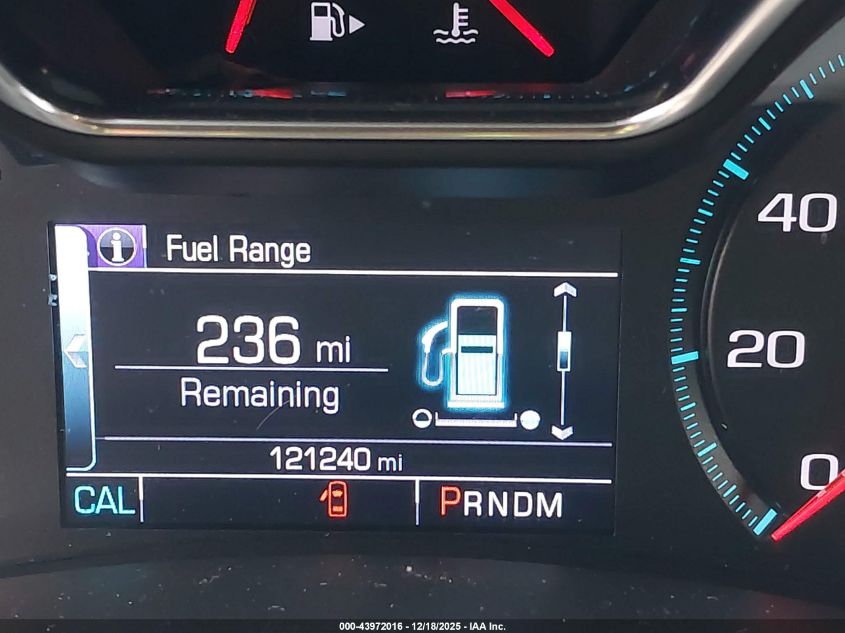 Fuel Range
236 mi
Remaining
121240 mi
CAL
PRNDM
40
20
0
000-43972016 - 12/18/2025 - IAA Inc.